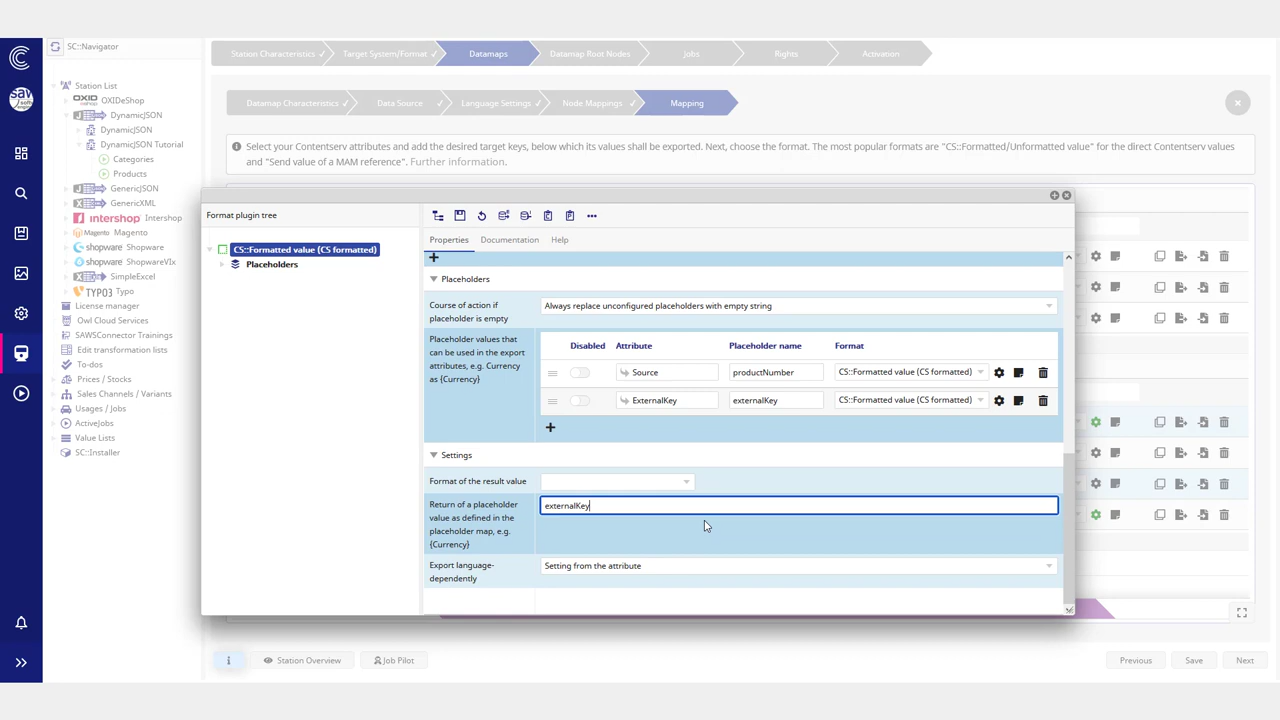 SC::Navigator
Station Characteristics ✓
Target System/Format ✓
Datamaps
Datamap Root Nodes
Jobs
Rights
Activation
Station List
OXID eshop OXIDeShop
DynamicJSON
DynamicJSON
DynamicJSON Tutorial
Categories
Products
GenericJSON
GenericXML
intershop Intershop
Magento Magento
shopware Shopware
shopware ShopwareVIx
SimpleExcel
TYPO3 Typo
License manager
Owl Cloud Services
SAWSConnector Trainings
Edit transformation lists
To-dos
Prices / Stocks
Sales Channels / Variants
Usages / Jobs
ActiveJobs
Value Lists
SC::Installer
Datamap Characteristics ✓
Data Source ✓
Language Settings ✓
Node Mappings ✓
Mapping
Select your Contentserv attributes and add the desired target keys, below which its values shall be exported. Next, choose the format. The most popular formats are "CS::Formatted/Unformatted value" for the direct Contentserv values
and "Send value of a MAM reference". Further information.
Format plugin tree
CS::Formatted value (CS formatted)
Placeholders
Properties
Documentation
Help
Placeholders
Course of action if
placeholder is empty
Always replace unconfigured placeholders with empty string
Placeholder values that
can be used in the export
attributes, e.g. Currency
as {Currency}
Disabled
Attribute
Placeholder name
Format
Source
productNumber
CS::Formatted value (CS formatted)
ExternalKey
externalKey
CS::Formatted value (CS formatted)
Settings
Format of the result value
Return of a placeholder
value as defined in the
placeholder map, e.g.
{Currency}
externalKey
Export language-
dependently
Setting from the attribute
Station Overview
Job Pilot
Previous
Save
Next